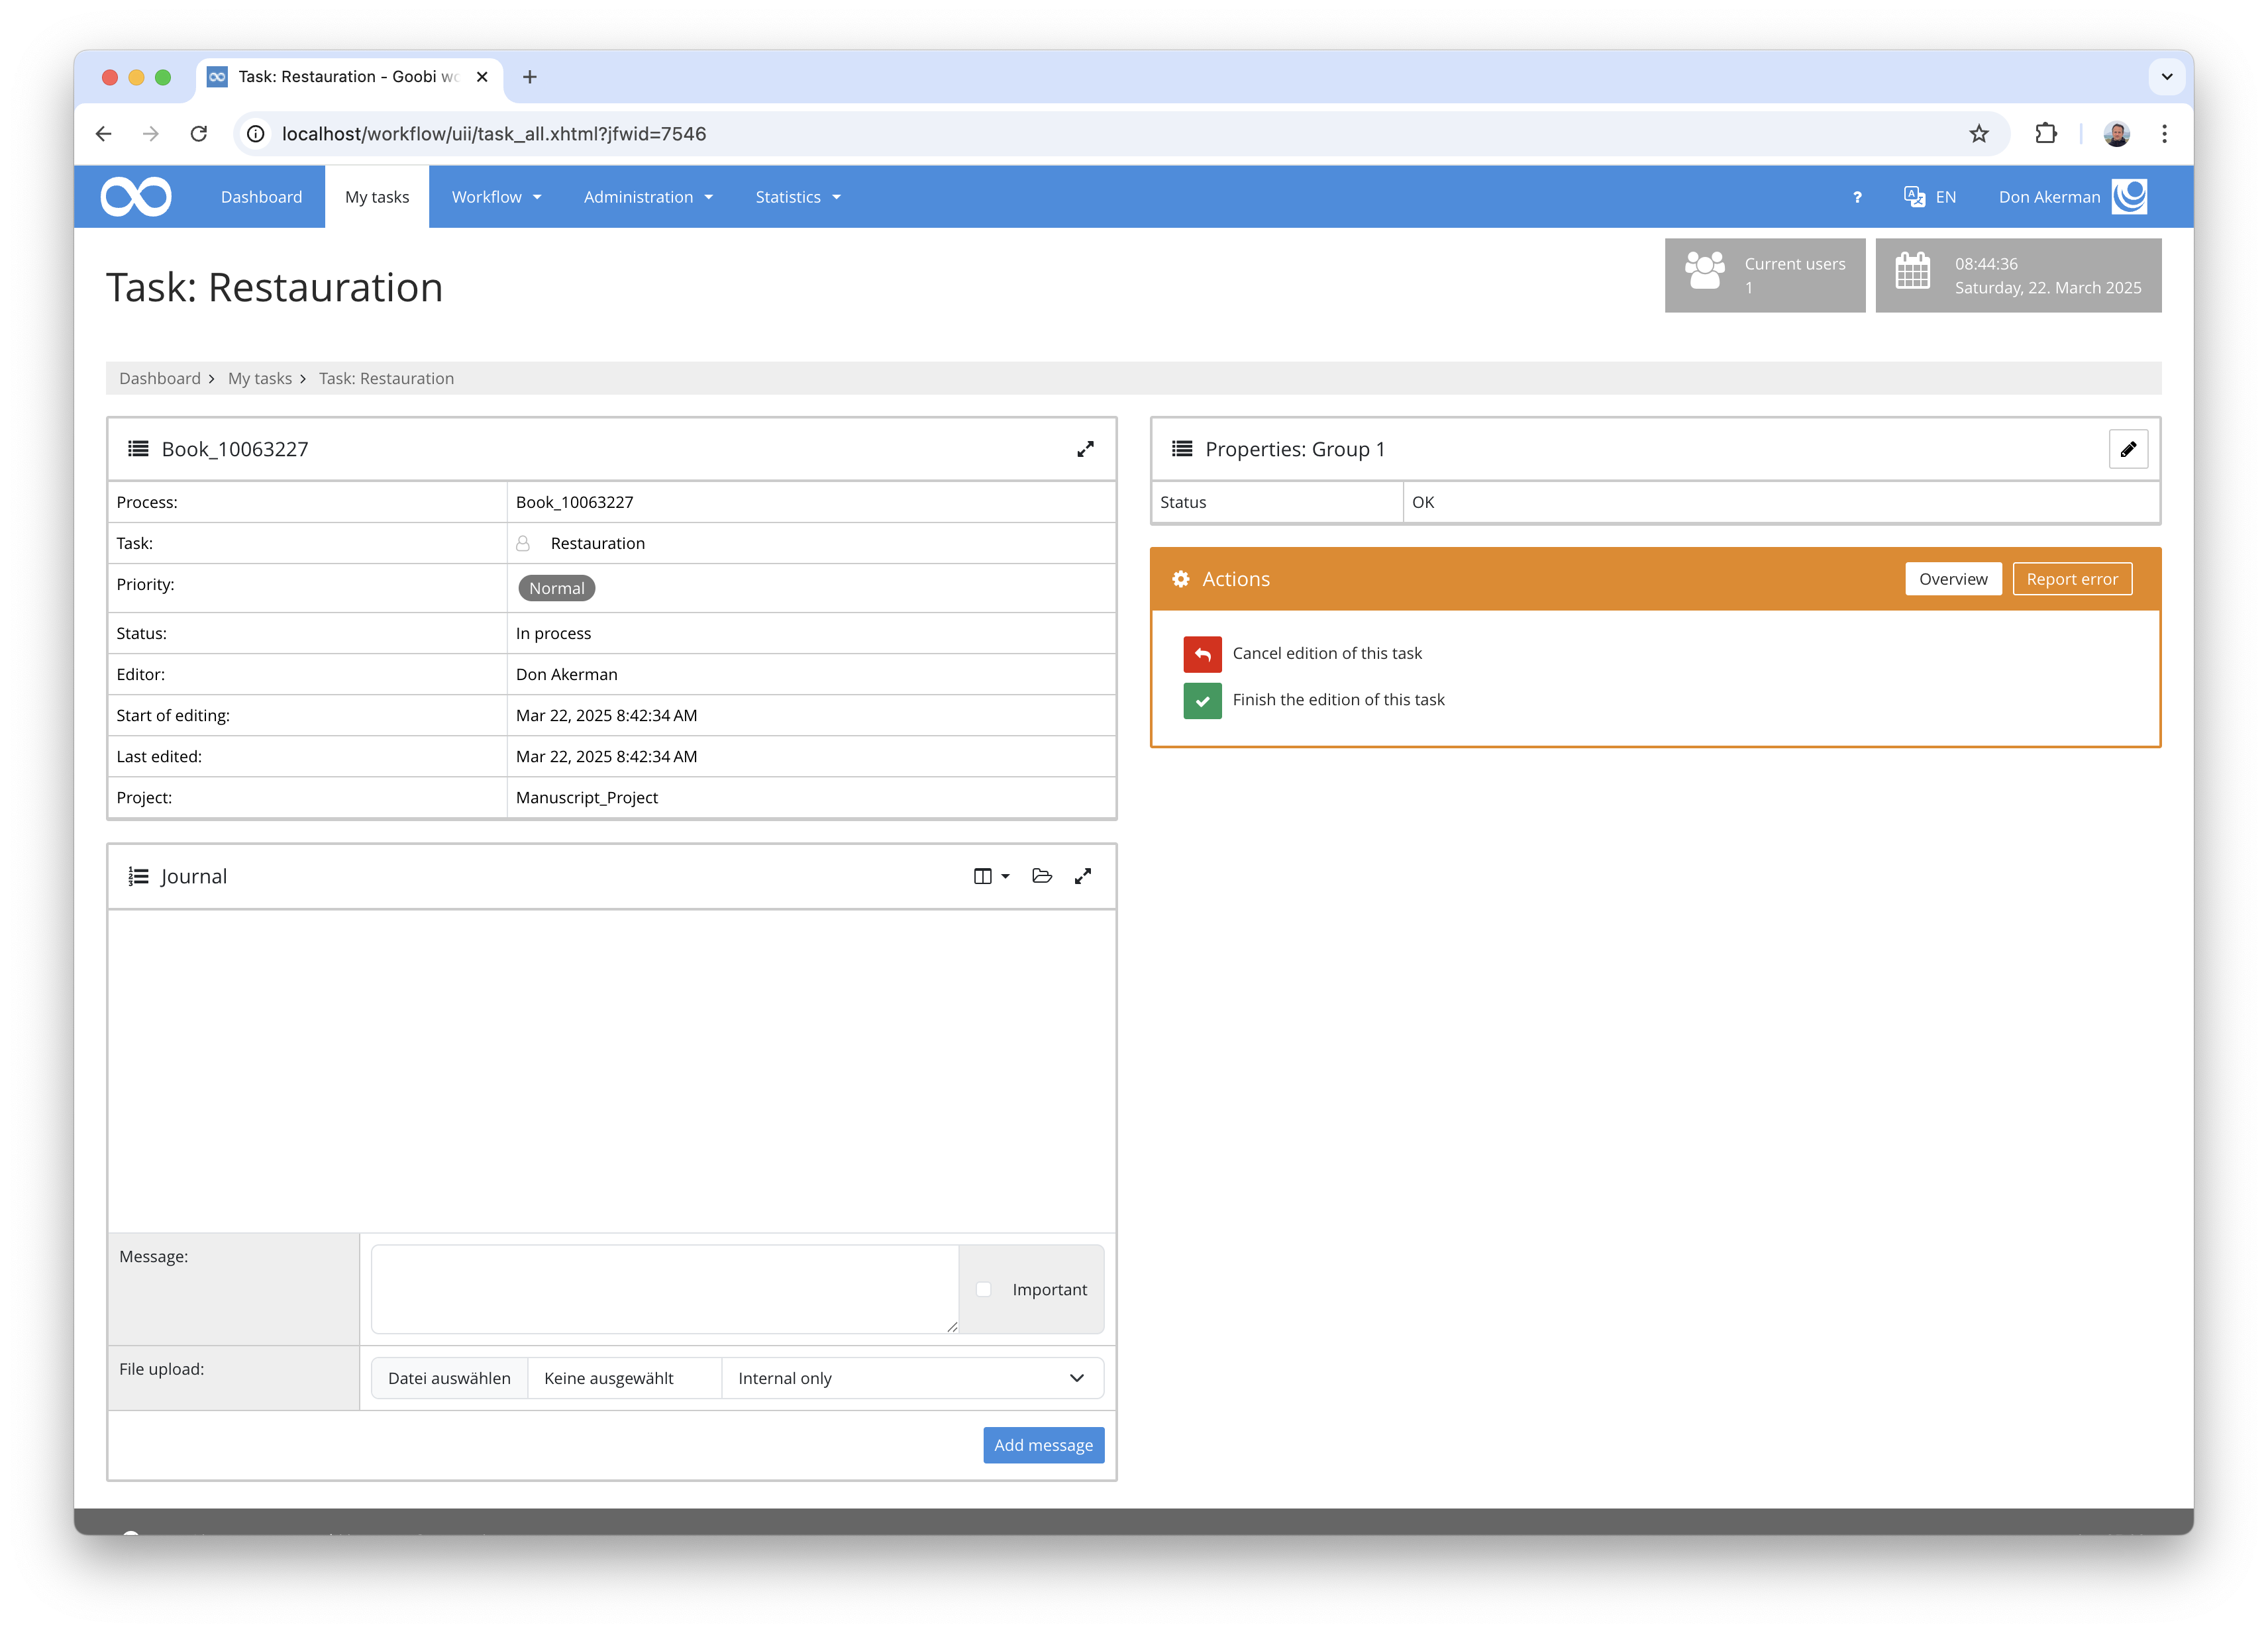 Task: Restauration - Goobi wo
localhost/workflow/uii/task_all.xhtml?jfwid=7546
Dashboard
My tasks
Workflow
Administration
Statistics
?
EN
Don Akerman
Task: Restauration
Current users
1
08:44:36
Saturday, 22. March 2025
Dashboard > My tasks > Task: Restauration
Book_10063227
Process: Book_10063227
Task: Restauration
Priority: Normal
Status: In process
Editor: Don Akerman
Start of editing: Mar 22, 2025 8:42:34 AM
Last edited: Mar 22, 2025 8:42:34 AM
Project: Manuscript_Project
Journal
Message:
Important
File upload: Datei auswählen Keine ausgewählt Internal only
Add message
Properties: Group 1
Status OK
Actions
Overview
Report error
Cancel edition of this task
Finish the edition of this task